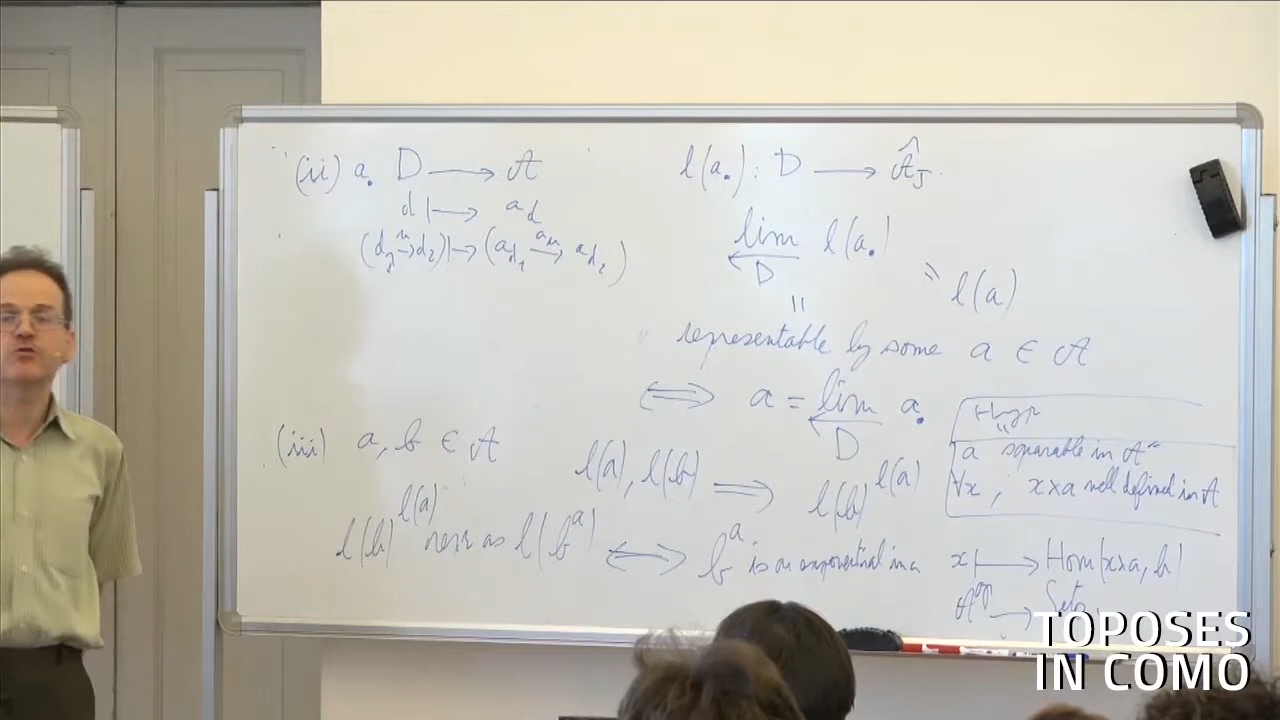 (ii) a. D ⟶ 𝒜
d ↦ a_d
(d₁ →ᵘ d₂) ↦ (a_{d₁} →^{a_u} a_{d₂})
l(a.) : D ⟶ 𝒜̂_J.
lim l(a.)
⟵
D
≅ l(a)
||
representable by some a ∈ 𝒜
⟺ a = lim a.
⟵
D
(iii) a, b ∈ 𝒜
l(a), l(b) ⟹ l(b)^{l(a)}
l(b)^{l(a)} as l(b^a) ⟺ b^a is an exponential in
Hyp
"a squarable in 𝒜"
∀x, x×a well defined in 𝒜
x ⟼ Hom(x×a, b)
𝒜^{op} ⟶ Sets
TOPOSES
IN COMO